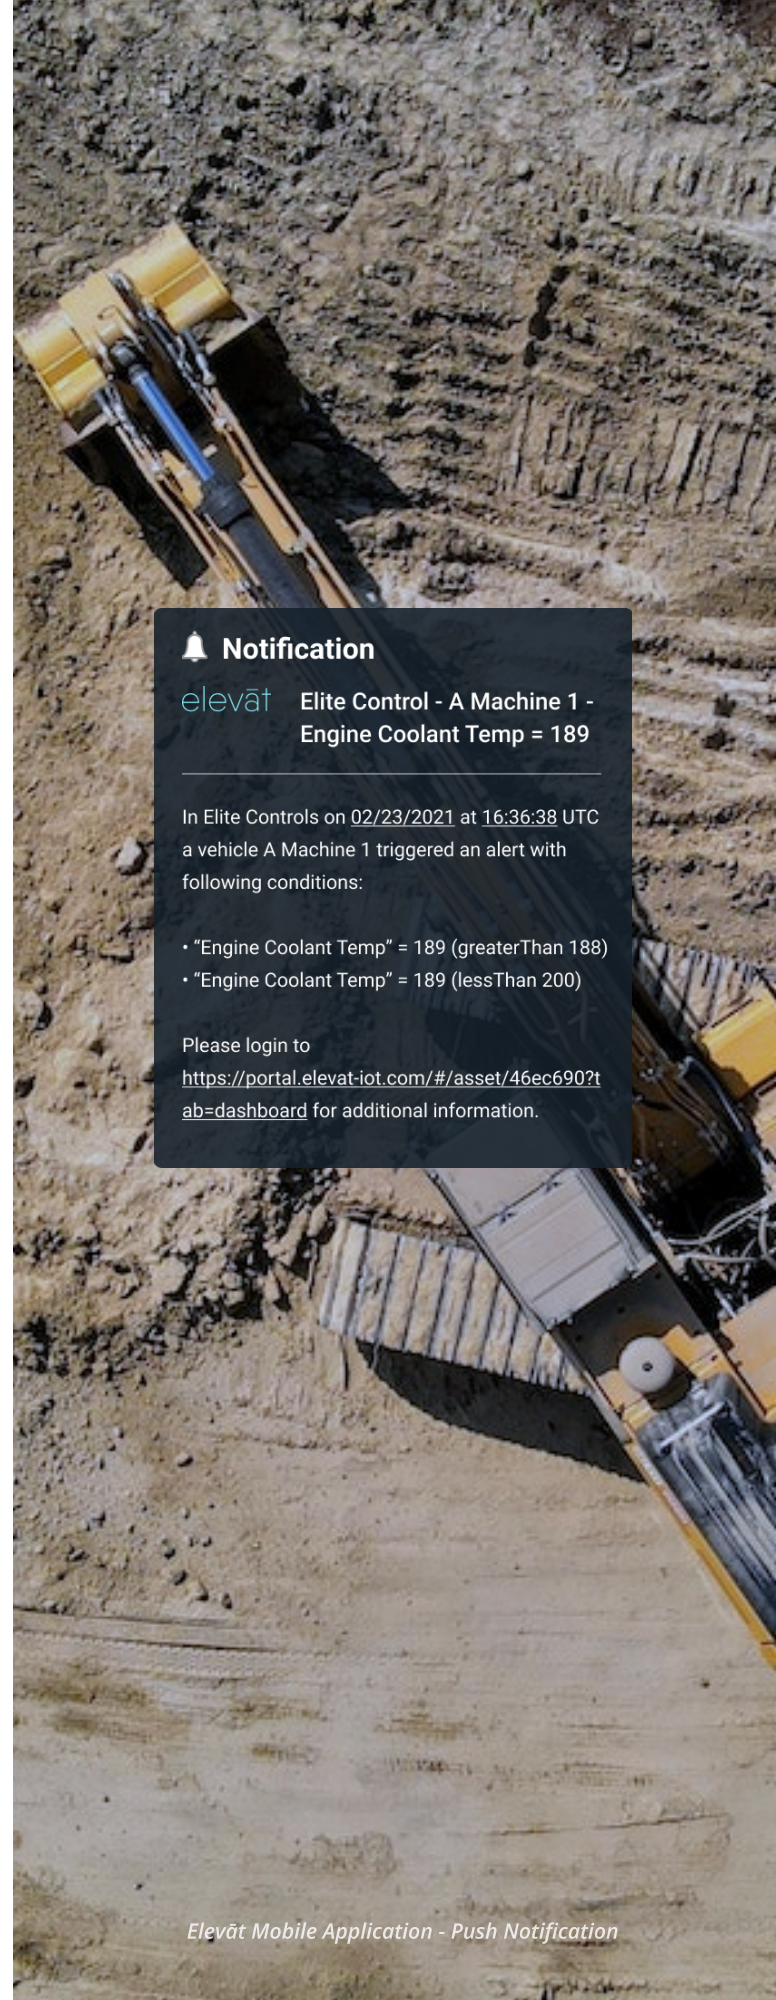 Notification
elevāt
Elite Control - A Machine 1 -
Engine Coolant Temp = 189
In Elite Controls on 02/23/2021 at 16:36:38 UTC
a vehicle A Machine 1 triggered an alert with
following conditions:
• “Engine Coolant Temp” = 189 (greaterThan 188)
• “Engine Coolant Temp” = 189 (lessThan 200)
Please login to
https://portal.elevat-iot.com/#/asset/46ec690?t
ab=dashboard for additional information.
Elevāt Mobile Application - Push Notification